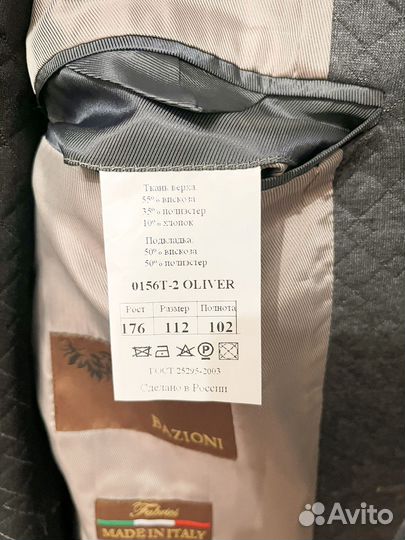 Ткань верха:
55% вискоза
35% полиэстер
10% хлопок
Подкладка:
50% вискоза
50% полиэстер
0156T-2 OLIVER
Рост Размер Полнота
176 112 102
ГОСТ 25295-2003
Сделано в России
BAZIONI
Fabrics
MADE IN ITALY
Avito